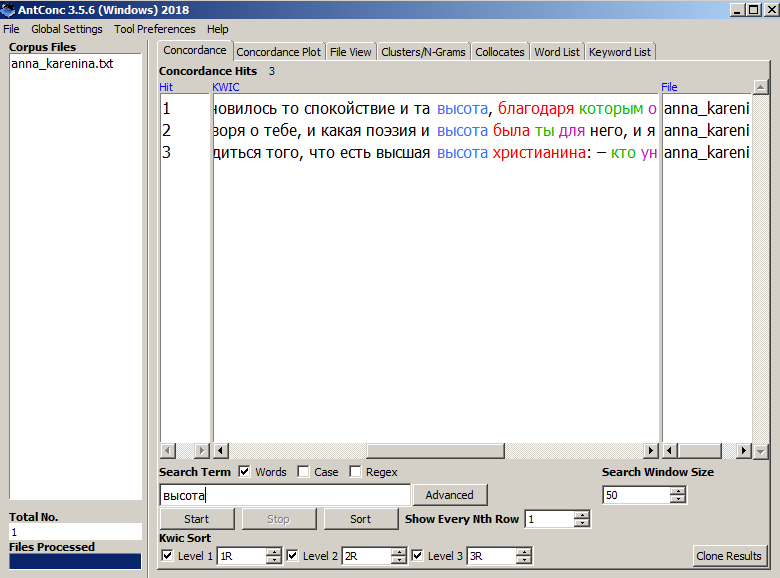 AntConc 3.5.6 (Windows) 2018
File Global Settings Tool Preferences Help
Corpus Files
anna_karenina.txt
Concordance Concordance Plot File View Clusters/N-Grams Collocates Word List Keyword List
Concordance Hits 3
Hit KWIC File
1 новилось то спокойствие и та высота, благодаря которым о anna_kareni
2 воря о тебе, и какая поэзия и высота была ты для него, и я anna_kareni
3 диться того, что есть высшая высота христианина: – кто ун anna_kareni
Search Term Words Case Regex Search Window Size
высота Advanced 50
Start Stop Sort Show Every Nth Row 1
Kwic Sort
Level 1 1R Level 2 2R Level 3 3R Clone Results
Total No.
1
Files Processed